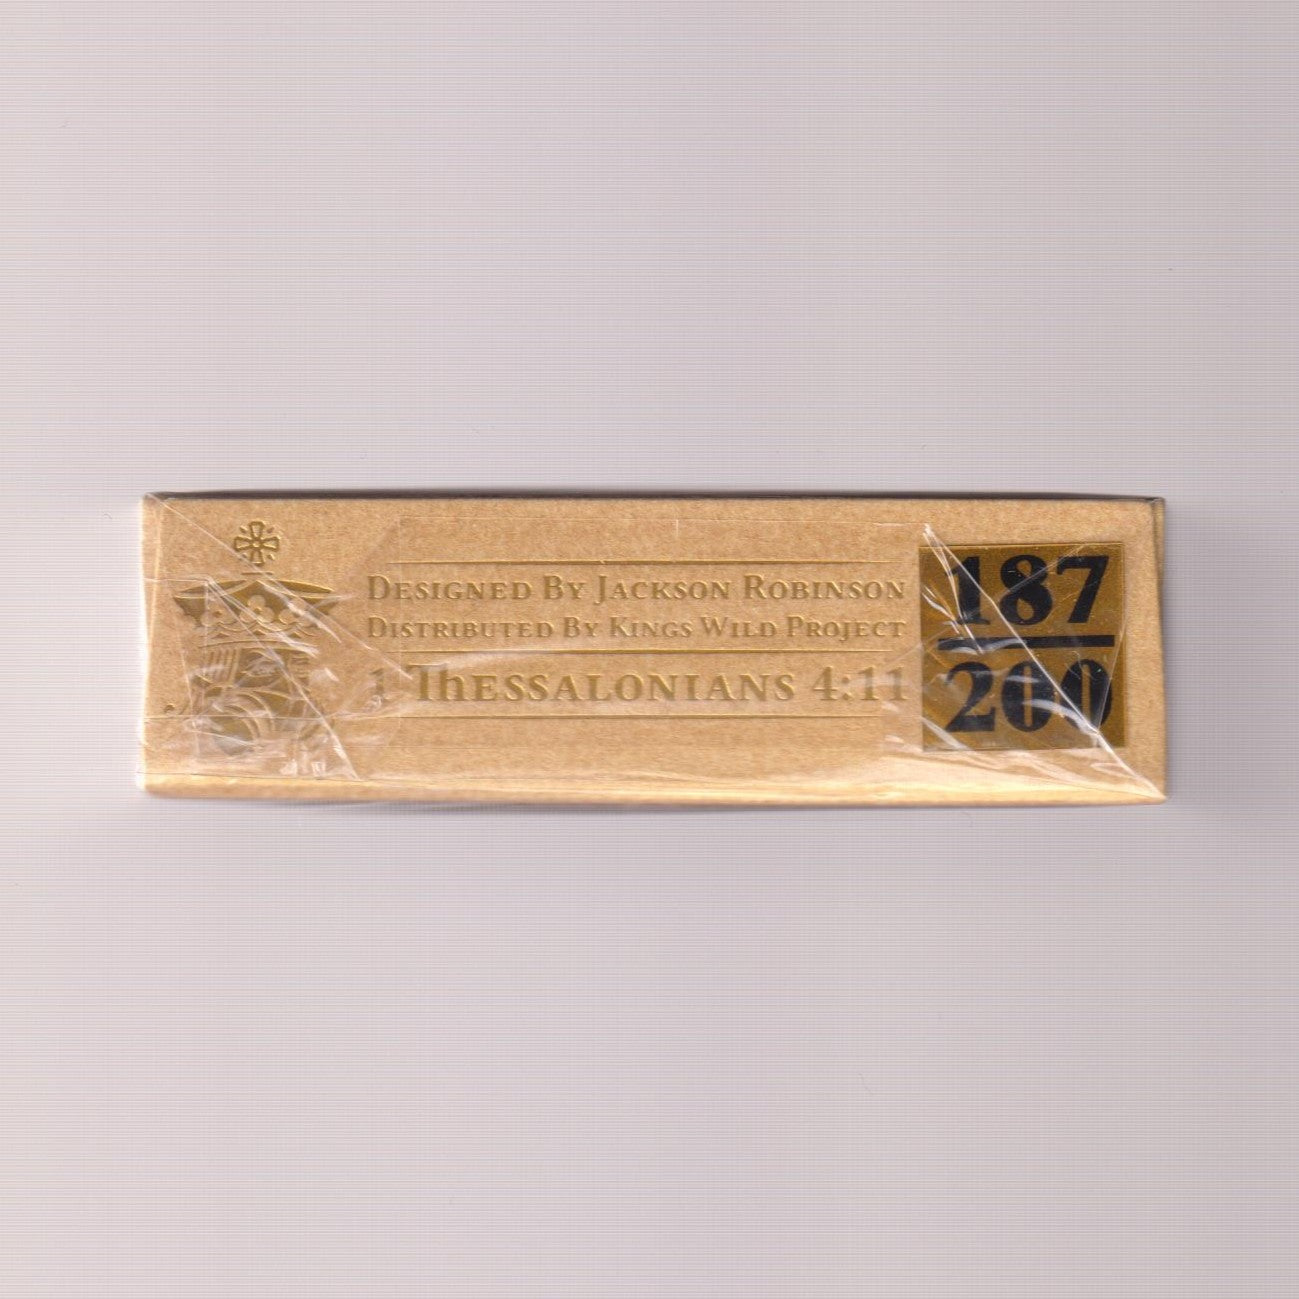 Designed By Jackson Robinson
Distributed By Kings Wild Project
1 Thessalonians 4:11
187
200